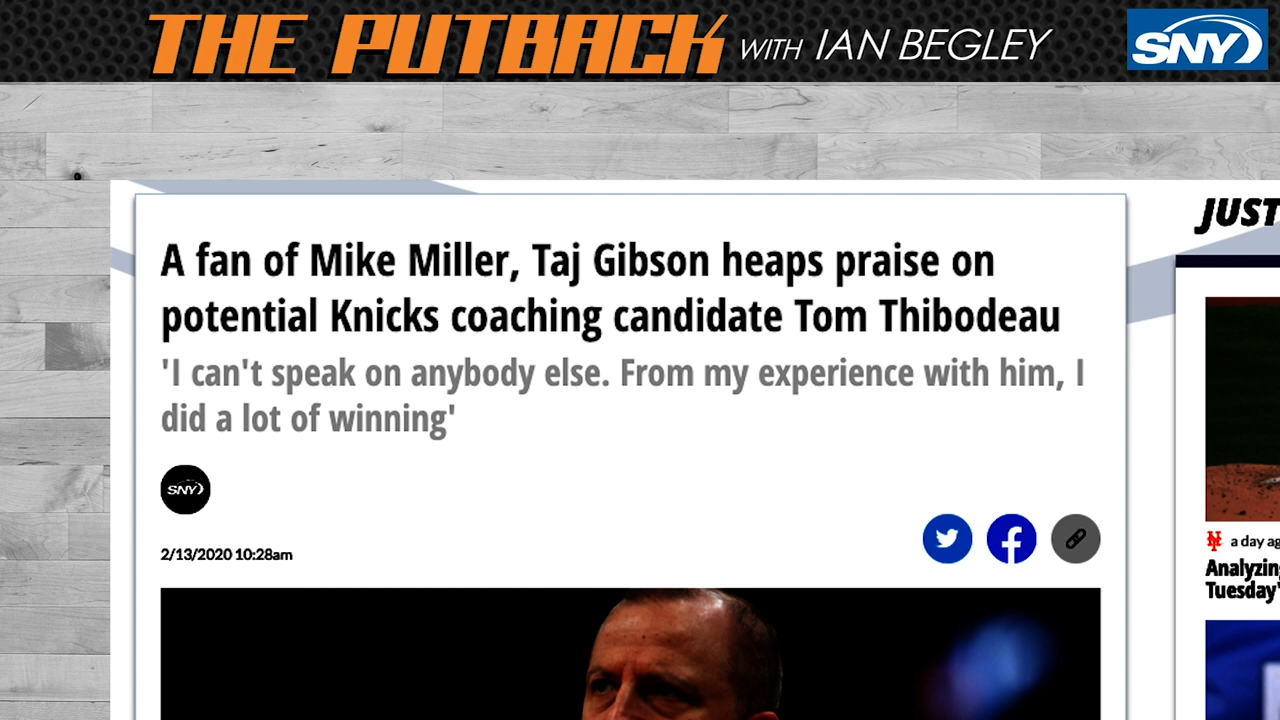 THE PUTBACK WITH IAN BEGLEY
SNY
JUST
A fan of Mike Miller, Taj Gibson heaps praise on
potential Knicks coaching candidate Tom Thibodeau
'I can't speak on anybody else. From my experience with him, I
did a lot of winning'
SNY
2/13/2020 10:28am
a day ag
Analyzin
Tuesday'